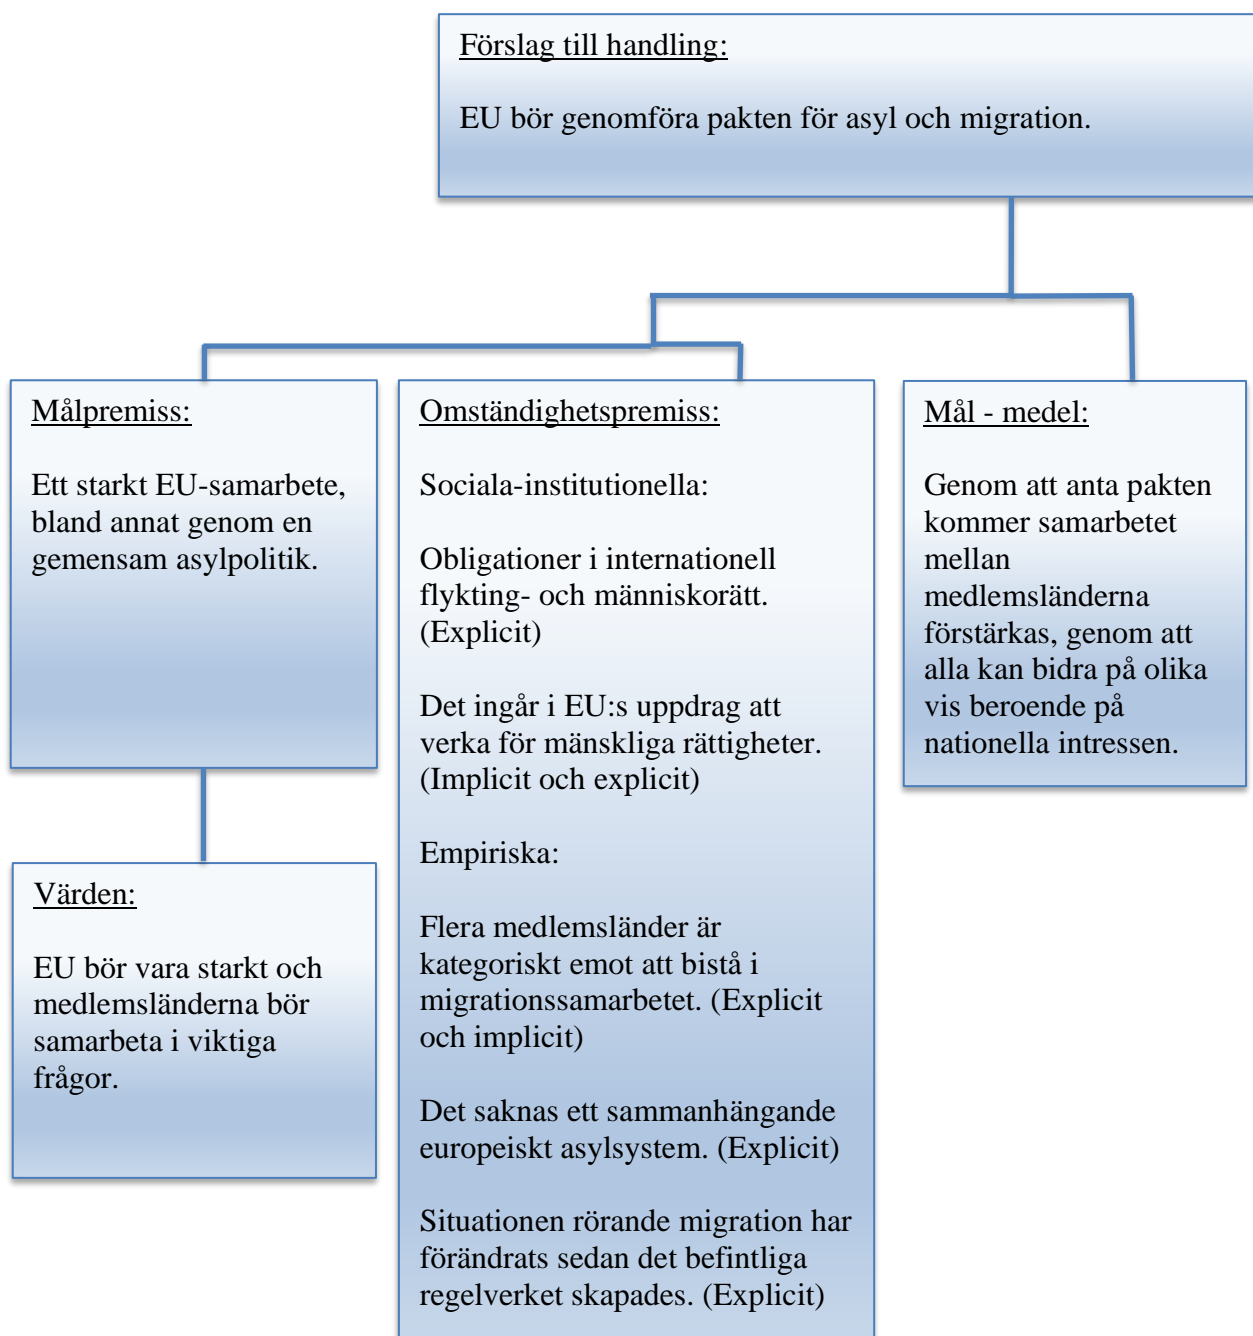 Förslag till handling:
EU bör genomföra pakten för asyl och migration.
Målpremiss:
Ett starkt EU-samarbete,
bland annat genom en
gemensam asylpolitik.
Värden:
EU bör vara starkt och
medlemsländerna bör
samarbeta i viktiga
frågor.
Omständighetspremiss:
Sociala-institutionella:
Obligationer i internationell
flykting- och människorätt.
(Explicit)
Det ingår i EU:s uppdrag att
verka för mänskliga rättigheter.
(Implicit och explicit)
Empiriska:
Flera medlemsländer är
kategoriskt emot att bistå i
migrationssamarbetet. (Explicit
och implicit)
Det saknas ett sammanhängande
europeiskt asylsystem. (Explicit)
Situationen rörande migration har
förändrats sedan det befintliga
regelverket skapades. (Explicit)
Mål - medel:
Genom att anta pakten
kommer samarbetet
mellan
medlemsländerna
förstärkas, genom att
alla kan bidra på olika
vis beroende på
nationella intressen.